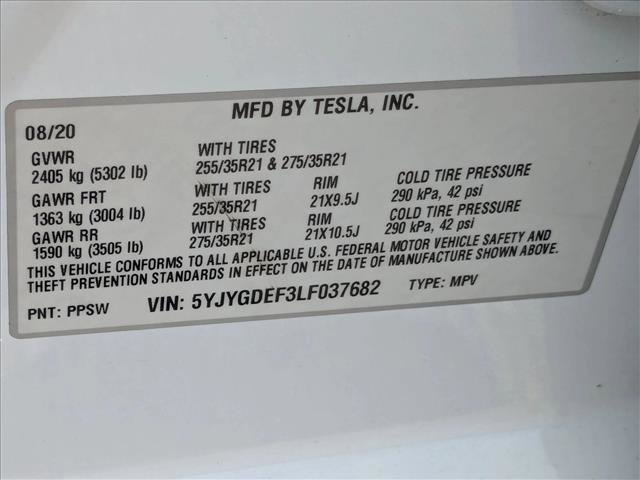 MFD BY TESLA, INC.
08/20
GVWR WITH TIRES
2405 kg (5302 lb) 255/35R21 & 275/35R21
GAWR FRT WITH TIRES RIM COLD TIRE PRESSURE
1363 kg (3004 lb) 255/35R21 21X9.5J 290 kPa, 42 psi
GAWR RR WITH TIRES RIM COLD TIRE PRESSURE
1590 kg (3505 lb) 275/35R21 21X10.5J 290 kPa, 42 psi
THIS VEHICLE CONFORMS TO ALL APPLICABLE U.S. FEDERAL MOTOR VEHICLE SAFETY AND
THEFT PREVENTION STANDARDS IN EFFECT ON THE DATE OF MANUFACTURE SHOWN ABOVE.
PNT: PPSW VIN: 5YJYGDEF3LF037682 TYPE: MPV